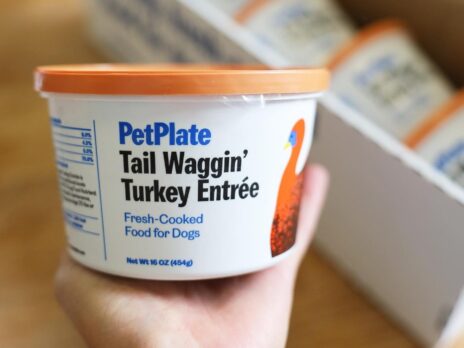 PetPlate
Tail Waggin'
Turkey Entrée
Fresh-Cooked
Food for Dogs
Net Wt 16 OZ (454g)